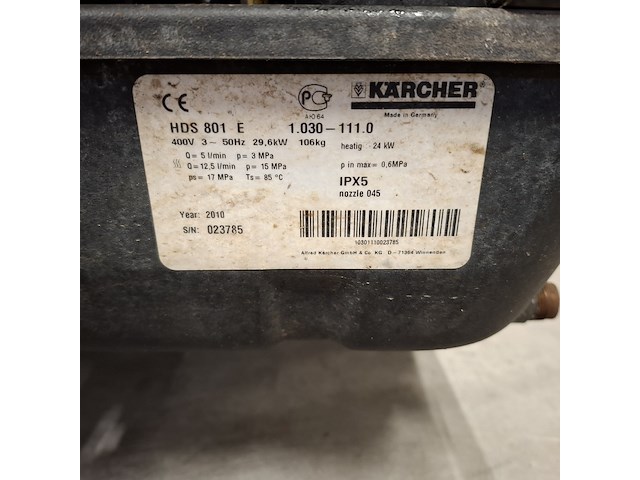 CE
PG
KÄRCHER
Made in Germany
HDS 801 E 1.030-111.0
400V 3~ 50Hz 29,6kW 106kg heatig - 24 kW
Q = 5 l/min p = 3 MPa p in max = 0,6MPa
Q = 12,5 l/min p = 15 MPa
ps = 17 MPa Ts = 85 °C IPX5
nozzle 045
Year: 2010
S/N: 023785
10301110023785
Alfred Kärcher GmbH & Co. KG D - 71364 Winnenden